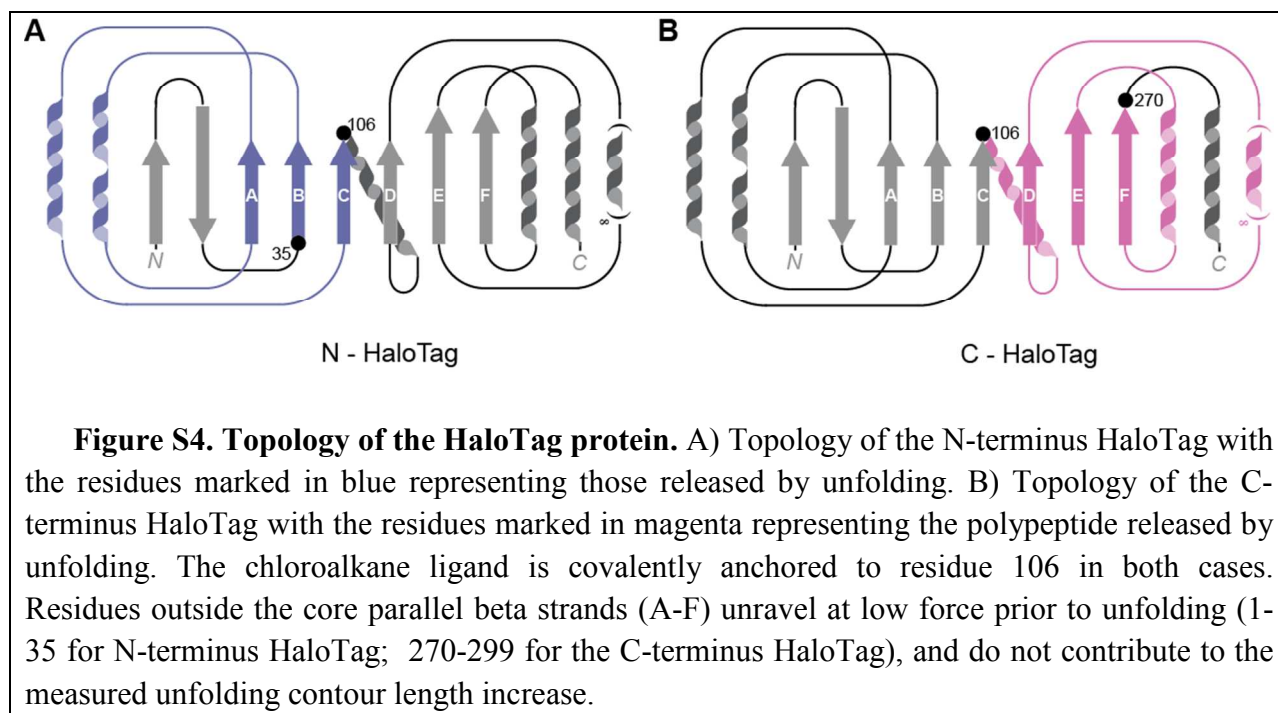 A
B
106
270
106
A
B
C
D
E
F
A
B
C
D
E
F
35
N
∞
C
N
∞
C
N - HaloTag
C - HaloTag
Figure S4. Topology of the HaloTag protein. A) Topology of the N-terminus HaloTag with
the residues marked in blue representing those released by unfolding. B) Topology of the C-
terminus HaloTag with the residues marked in magenta representing the polypeptide released by
unfolding. The chloroalkane ligand is covalently anchored to residue 106 in both cases.
Residues outside the core parallel beta strands (A-F) unravel at low force prior to unfolding (1-
35 for N-terminus HaloTag; 270-299 for the C-terminus HaloTag), and do not contribute to the
measured unfolding contour length increase.